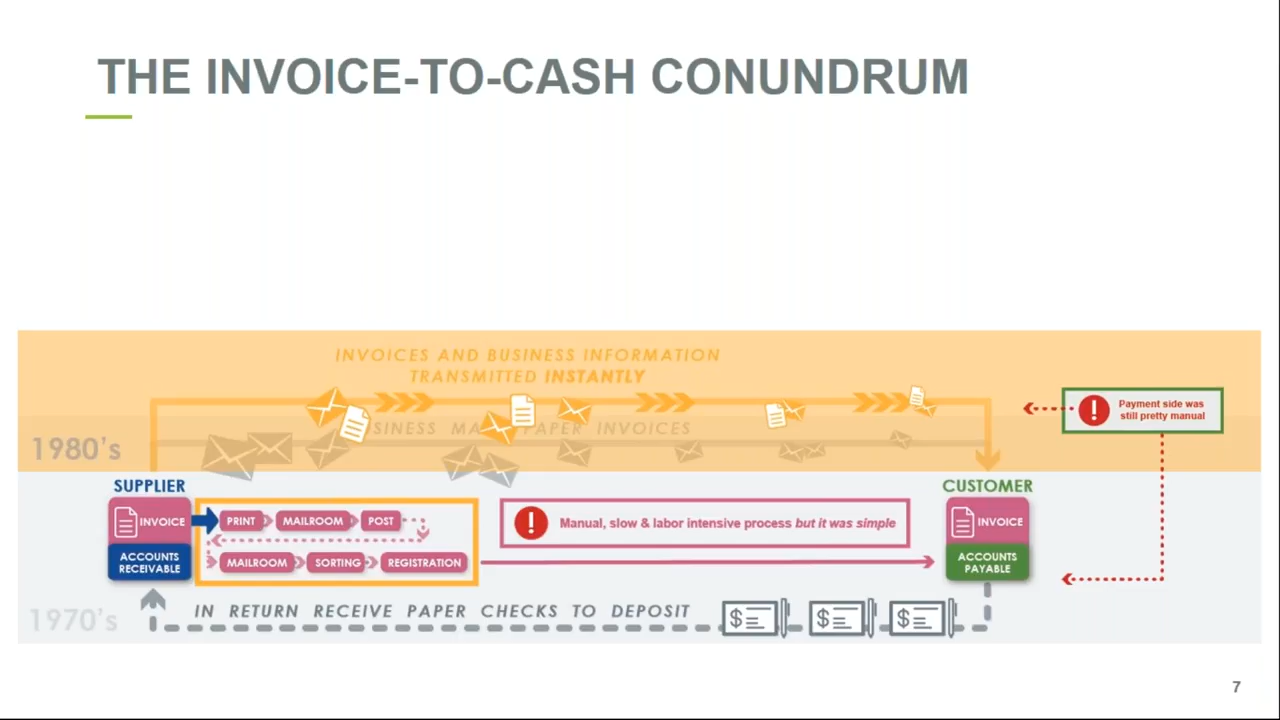 THE INVOICE-TO-CASH CONUNDRUM
INVOICES AND BUSINESS INFORMATION
TRANSMITTED INSTANTLY
PAPER INVOICES
1980's
Payment side was
still pretty manual
SUPPLIER
INVOICE
ACCOUNTS
RECEIVABLE
PRINT
MAILROOM
POST
MAILROOM
SORTING
REGISTRATION
Manual, slow & labor intensive process but it was simple
CUSTOMER
INVOICE
ACCOUNTS
PAYABLE
1970's
IN RETURN RECEIVE PAPER CHECKS TO DEPOSIT
7